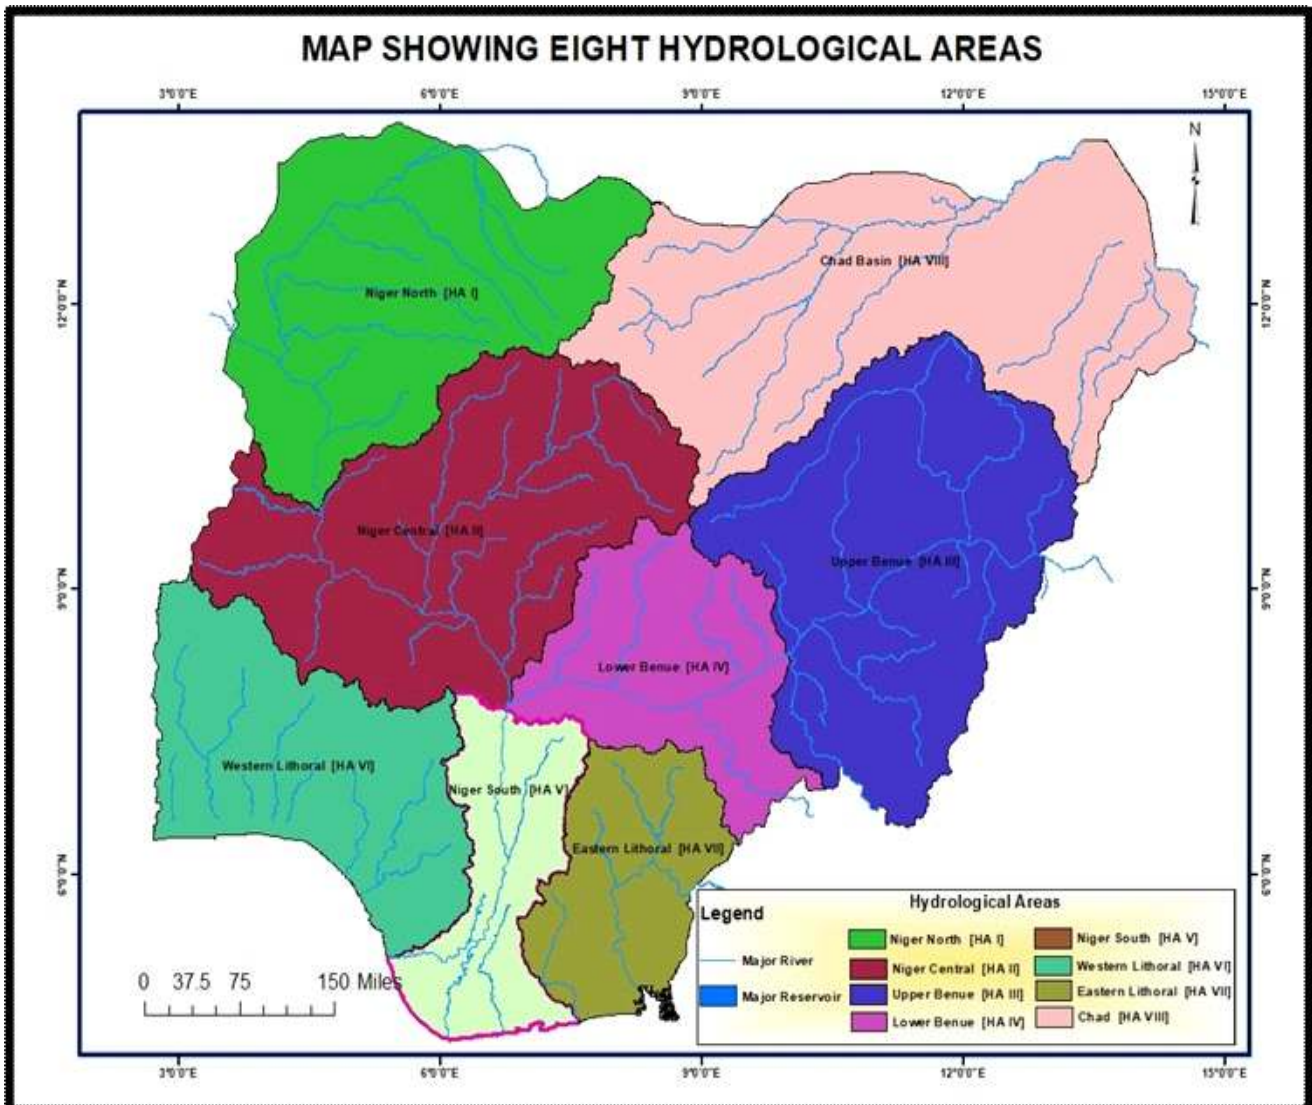 MAP SHOWING EIGHT HYDROLOGICAL AREAS
3°0'0"E 6°0'0"E 9°0'0"E 12°0'0"E 15°0'0"E
N
12°0'0"N 12°0'0"N
9°0'0"N 9°0'0"N
6°0'0"N 6°0'0"N
Chad Basin [HA VIII]
Niger North [HA I]
Niger Central [HA II]
Upper Benue [HA III]
Lower Benue [HA IV]
Western Lithoral [HA VI]
Niger South [HA V]
Eastern Lithoral [HA VII]
0 37.5 75 150 Miles
Legend
Major River
Major Reservoir
Hydrological Areas
Niger North [HA I]
Niger Central [HA II]
Upper Benue [HA III]
Lower Benue [HA IV]
Niger South [HA V]
Western Lithoral [HA VI]
Eastern Lithoral [HA VII]
Chad [HA VIII]
3°0'0"E 6°0'0"E 9°0'0"E 12°0'0"E 15°0'0"E